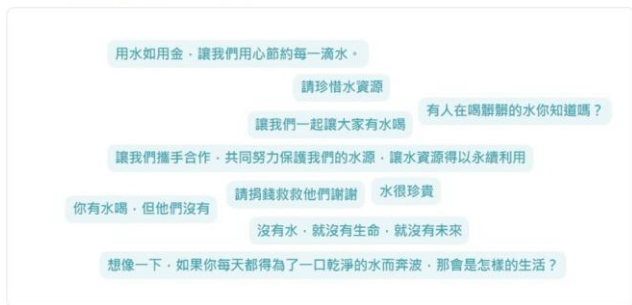 用水如用金，讓我們用心節約每一滴水。
請珍惜水資源
有人在喝髒髒的水你知道嗎？
讓我們一起讓大家有水喝
讓我們攜手合作，共同努力保護我們的水源，讓水資源得以永續利用
請捐錢救救他們謝謝
水很珍貴
你有水喝，但他們沒有
沒有水，就沒有生命，就沒有未來
想像一下，如果你每天都得為了一口乾淨的水而奔波，那會是怎樣的生活？